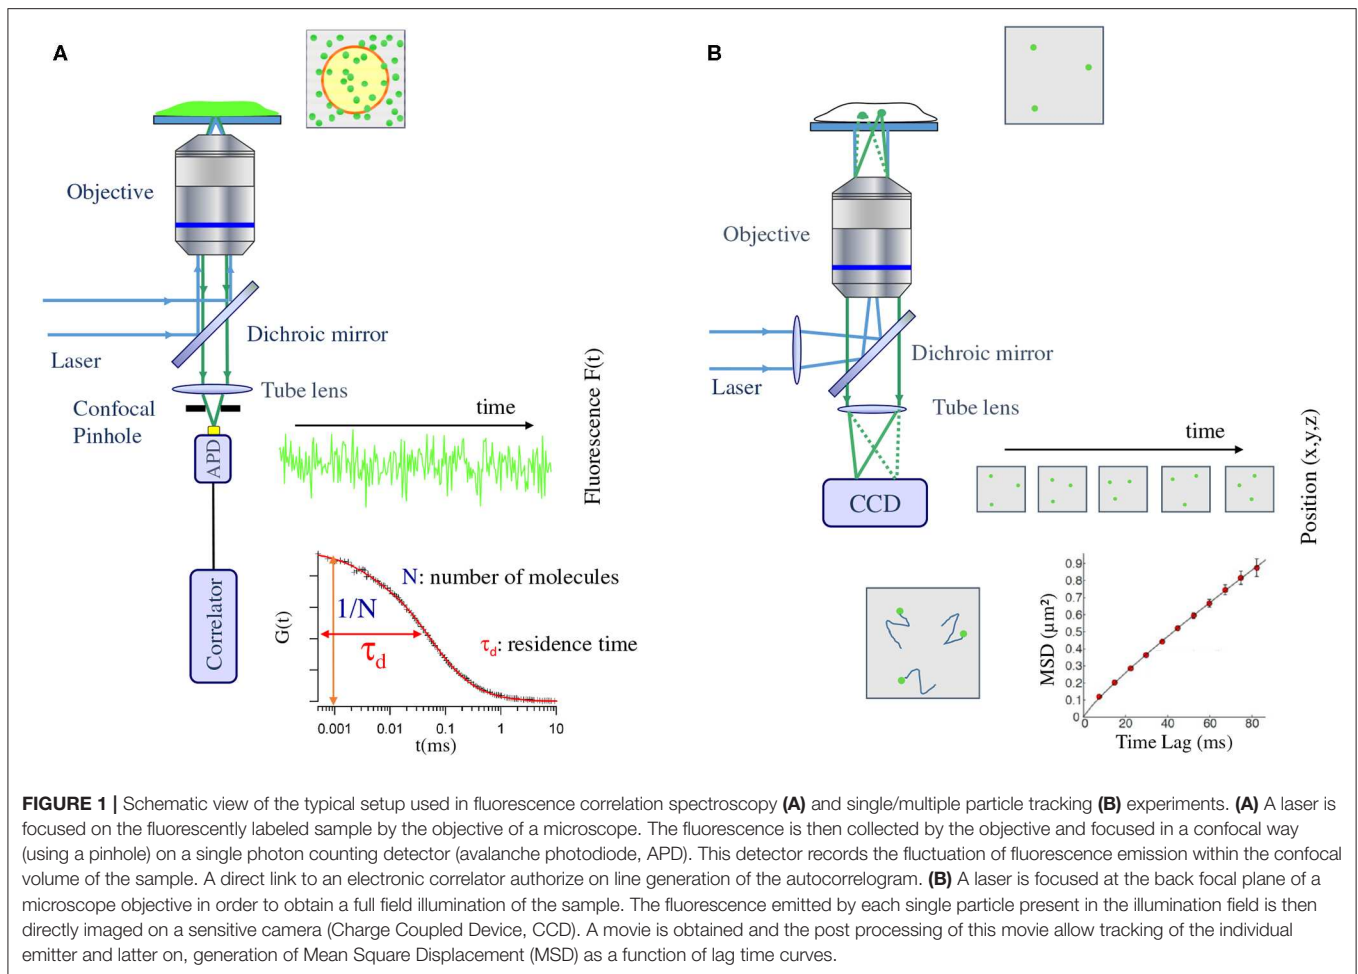 A
Objective
Laser
Dichroic mirror
Tube lens
Confocal
Pinhole
APD
Correlator
time
Fluorescence F(t)
G(t)
1/N
N: number of molecules
τd
τd: residence time
0.001 0.01 0.1 1 10
t(ms)
B
Objective
Laser
Dichroic mirror
Tube lens
CCD
time
Position (x,y,z)
MSD (µm²)
0.9
0.8
0.7
0.6
0.5
0.4
0.3
0.2
0.1
0
0 20 40 60 80
Time Lag (ms)
FIGURE 1 | Schematic view of the typical setup used in fluorescence correlation spectroscopy (A) and single/multiple particle tracking (B) experiments. (A) A laser is
focused on the fluorescently labeled sample by the objective of a microscope. The fluorescence is then collected by the objective and focused in a confocal way
(using a pinhole) on a single photon counting detector (avalanche photodiode, APD). This detector records the fluctuation of fluorescence emission within the confocal
volume of the sample. A direct link to an electronic correlator authorize on line generation of the autocorrelogram. (B) A laser is focused at the back focal plane of a
microscope objective in order to obtain a full field illumination of the sample. The fluorescence emitted by each single particle present in the illumination field is then
directly imaged on a sensitive camera (Charge Coupled Device, CCD). A movie is obtained and the post processing of this movie allow tracking of the individual
emitter and latter on, generation of Mean Square Displacement (MSD) as a function of lag time curves.